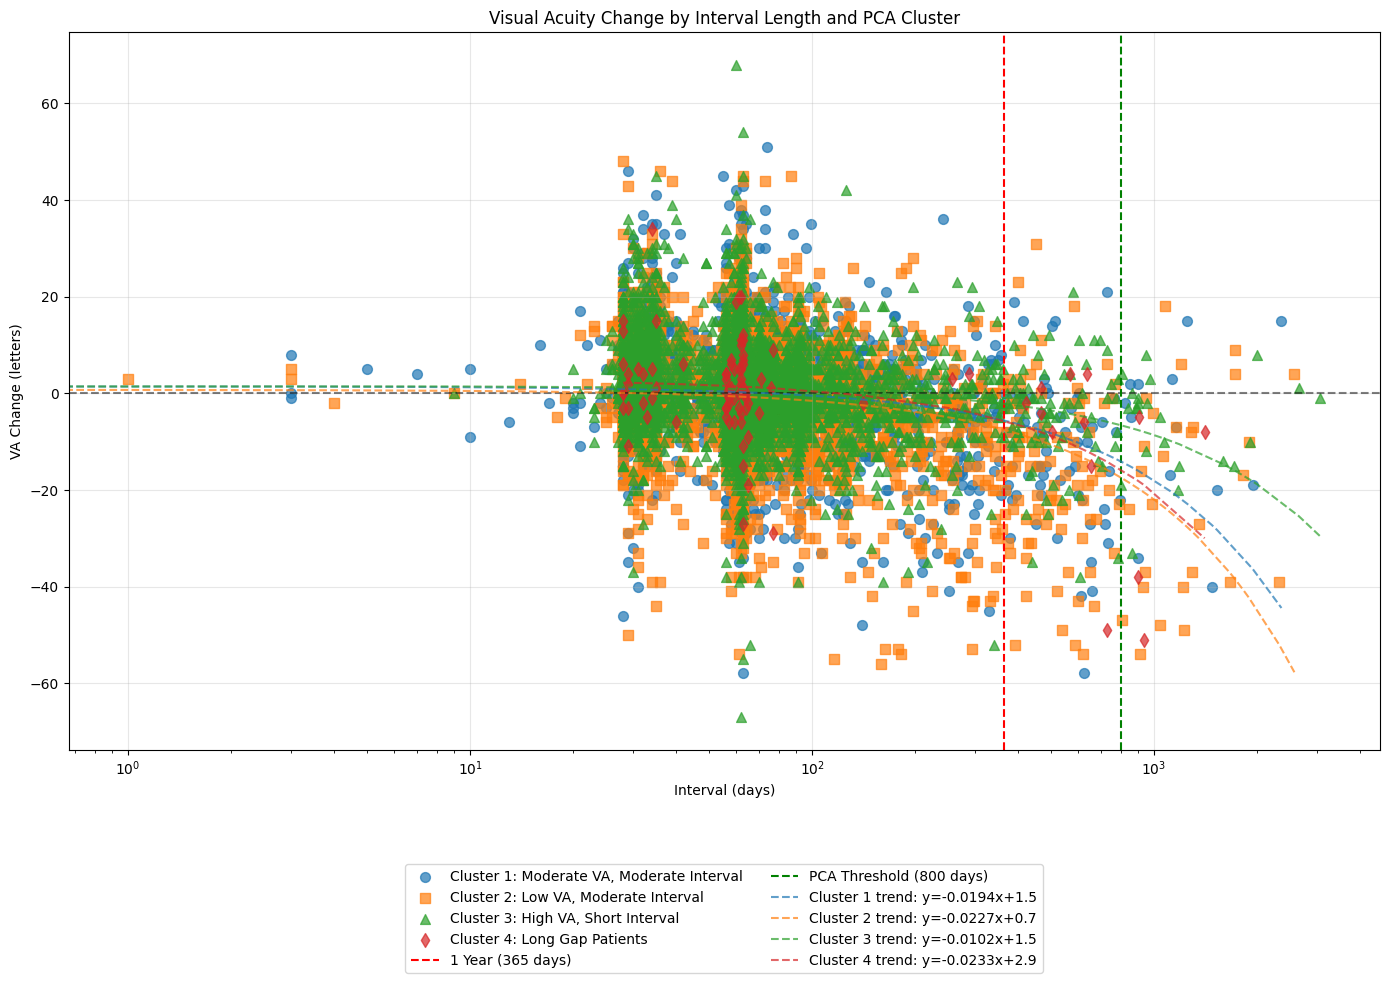 Visual Acuity Change by Interval Length and PCA Cluster
VA Change (letters)
60
40
20
0
−20
−40
−60
10⁰
10¹
10²
10³
Interval (days)
Cluster 1: Moderate VA, Moderate Interval
Cluster 2: Low VA, Moderate Interval
Cluster 3: High VA, Short Interval
Cluster 4: Long Gap Patients
1 Year (365 days)
PCA Threshold (800 days)
Cluster 1 trend: y=-0.0194x+1.5
Cluster 2 trend: y=-0.0227x+0.7
Cluster 3 trend: y=-0.0102x+1.5
Cluster 4 trend: y=-0.0233x+2.9